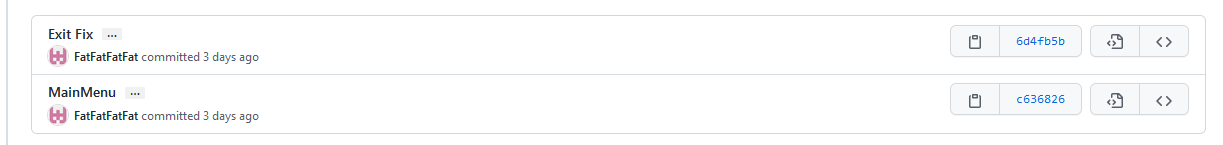 Exit Fix ...
FatFatFatFat committed 3 days ago
6d4fb5b
MainMenu ...
FatFatFatFat committed 3 days ago
c636826